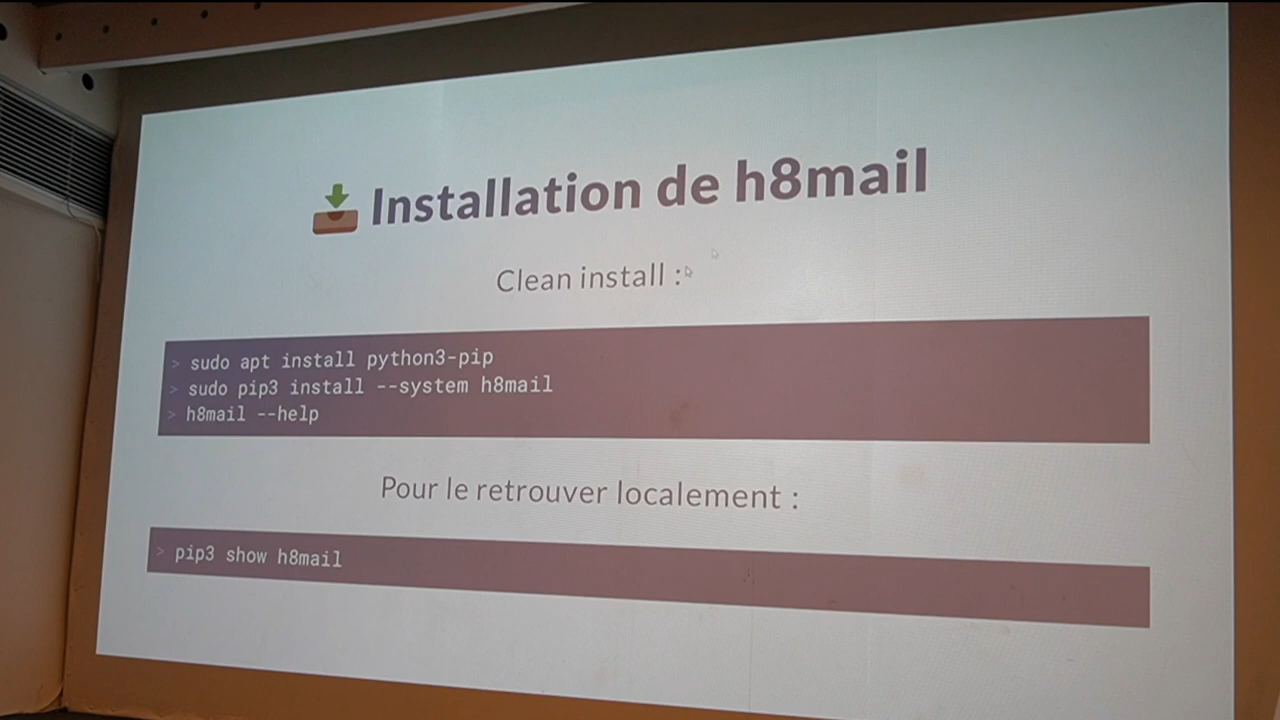 Installation de h8mail
Clean install :
> sudo apt install python3-pip
> sudo pip3 install --system h8mail
> h8mail --help
Pour le retrouver localement :
> pip3 show h8mail